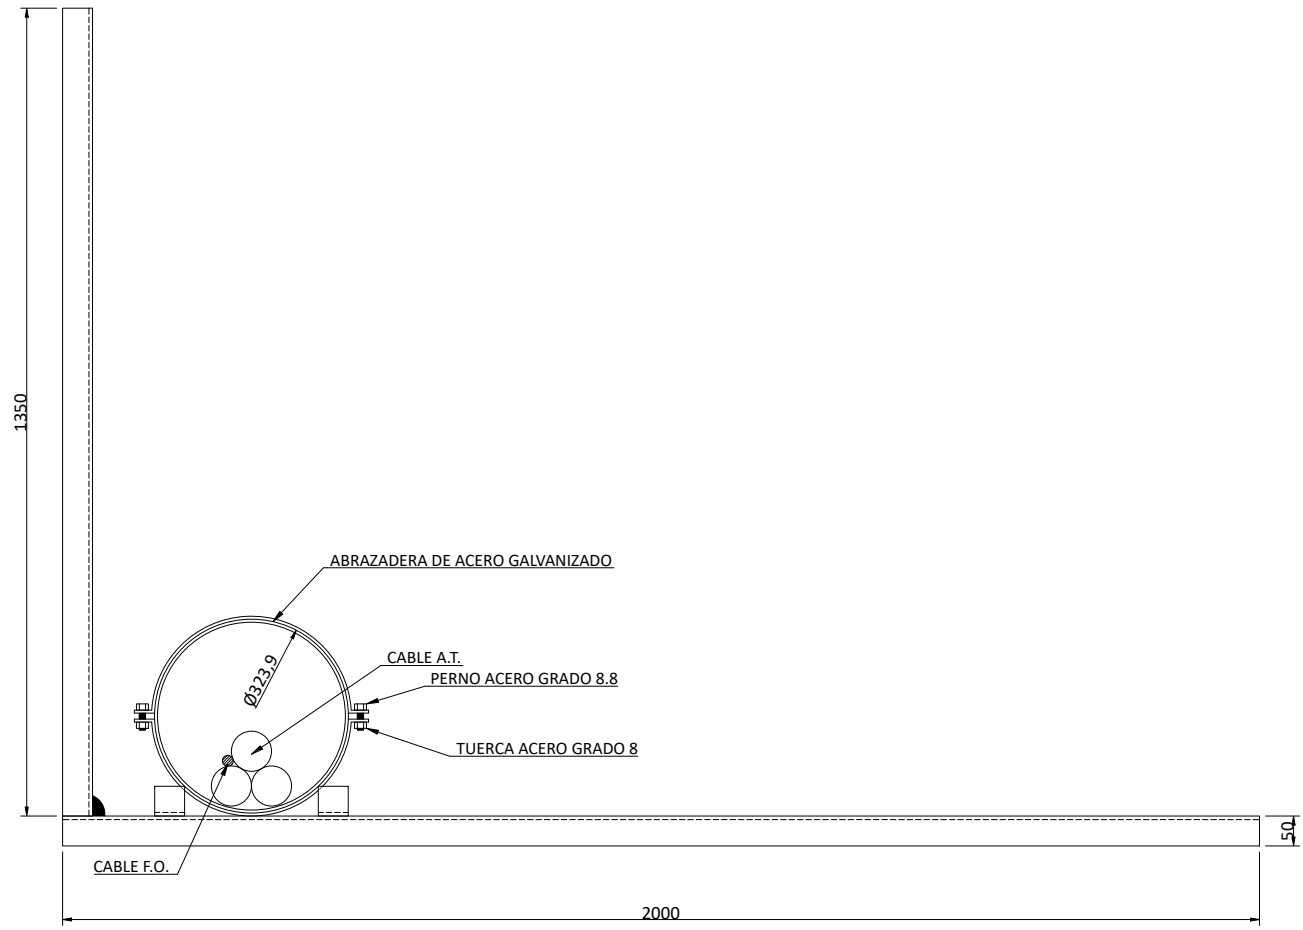 1350
ABRAZADERA DE ACERO GALVANIZADO
Ø323,9
CABLE A.T.
PERNO ACERO GRADO 8.8
TUERCA ACERO GRADO 8
50
CABLE F.O.
2000